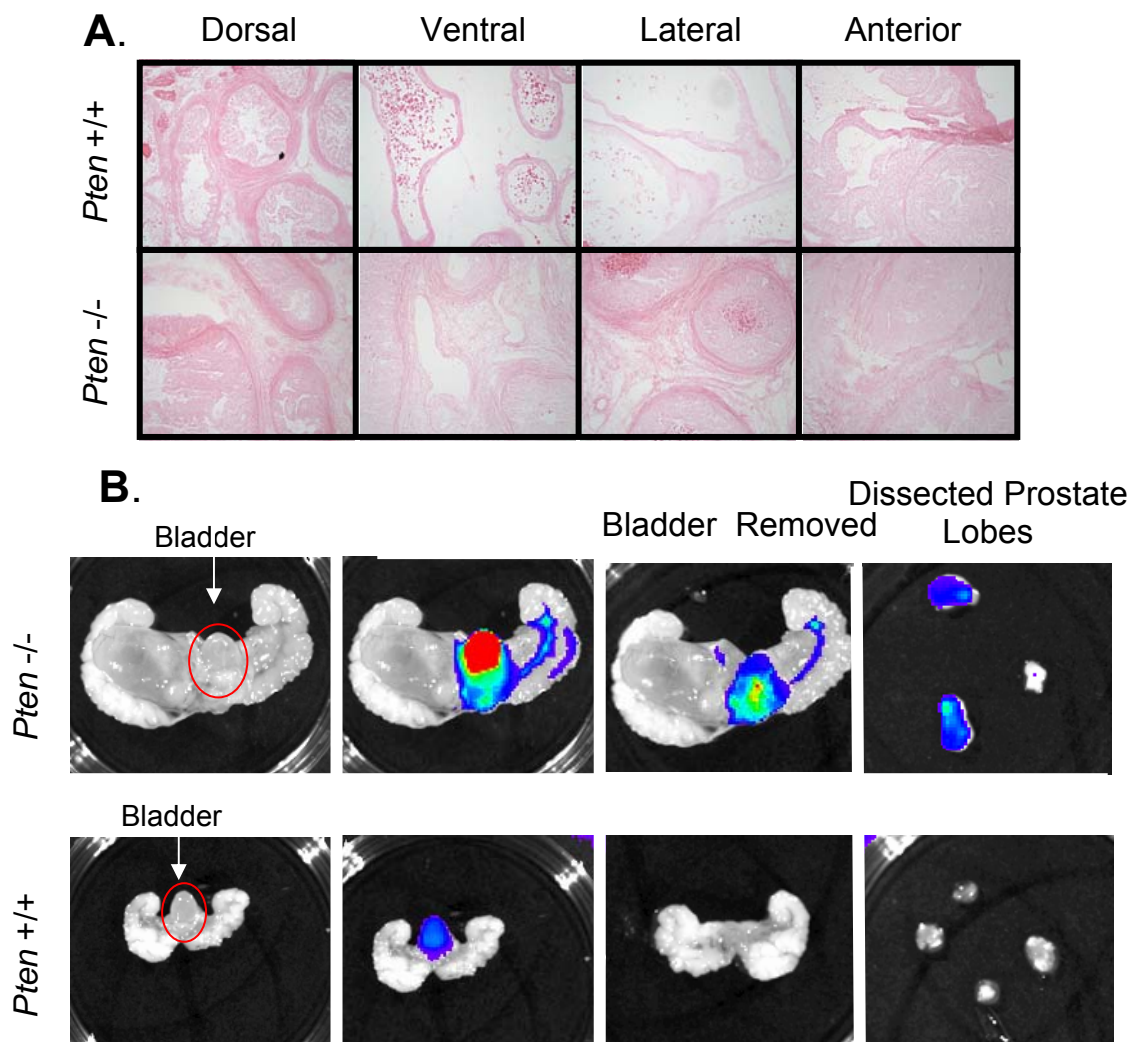 A.
Dorsal Ventral Lateral Anterior
Pten +/+
Pten -/-
B.
Bladder
Bladder Removed
Dissected Prostate
Lobes
Pten -/-
Bladder
Pten +/+